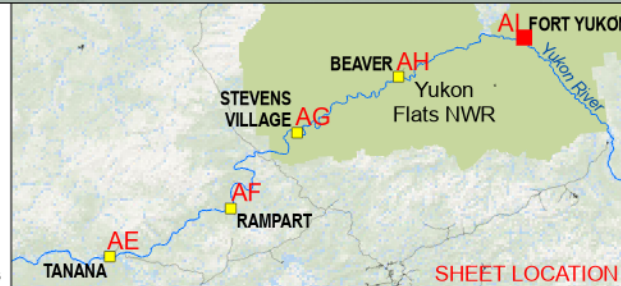 AI FORT YUKON
BEAVER AH
Yukon River
Yukon
Flats NWR
STEVENS
VILLAGE AG
AF
RAMPART
AE
TANANA
SHEET LOCATION